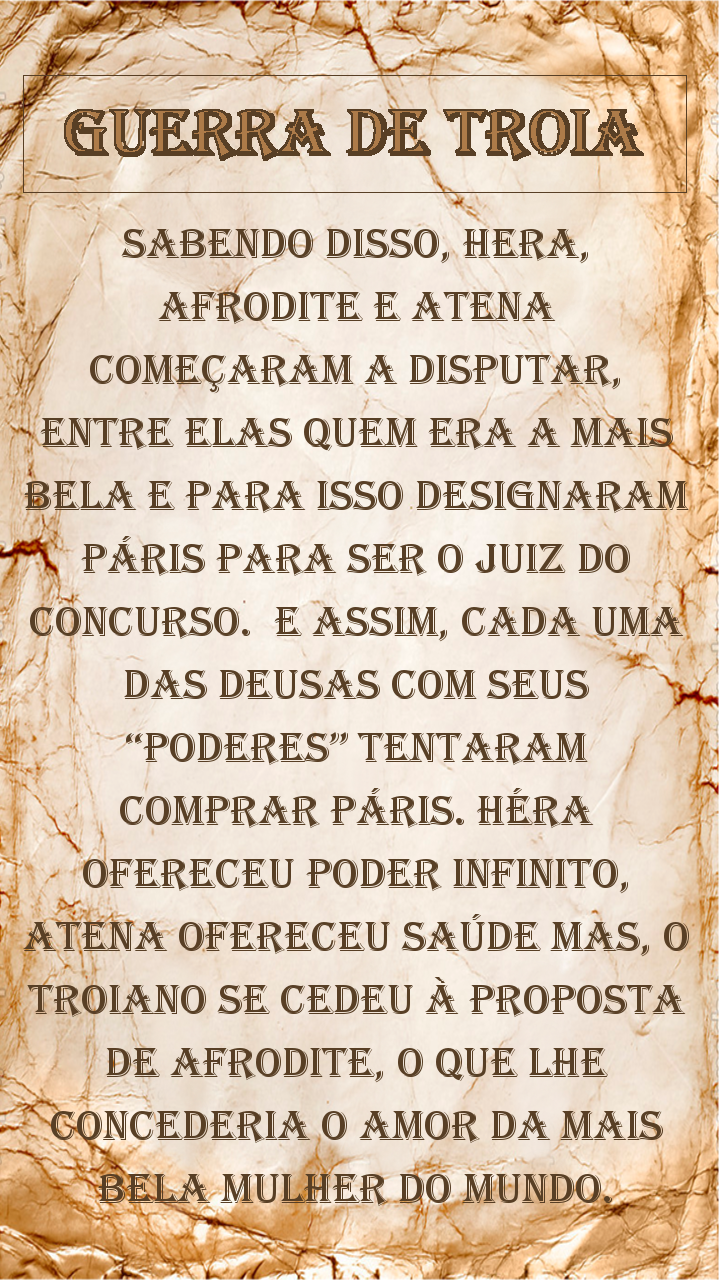 GUERRA DE TROIA
SABENDO DISSO, HERA,
AFRODITE E ATENA
COMEÇARAM A DISPUTAR,
ENTRE ELAS QUEM ERA A MAIS
BELA E PARA ISSO DESIGNARAM
PÁRIS PARA SER O JUIZ DO
CONCURSO.  E ASSIM, CADA UMA
DAS DEUSAS COM SEUS
“PODERES” TENTARAM
COMPRAR PÁRIS. HÉRA
OFERECEU PODER INFINITO,
ATENA OFERECEU SAÚDE MAS, O
TROIANO SE CEDEU À PROPOSTA
DE AFRODITE, O QUE LHE
CONCEDERIA O AMOR DA MAIS
BELA MULHER DO MUNDO.